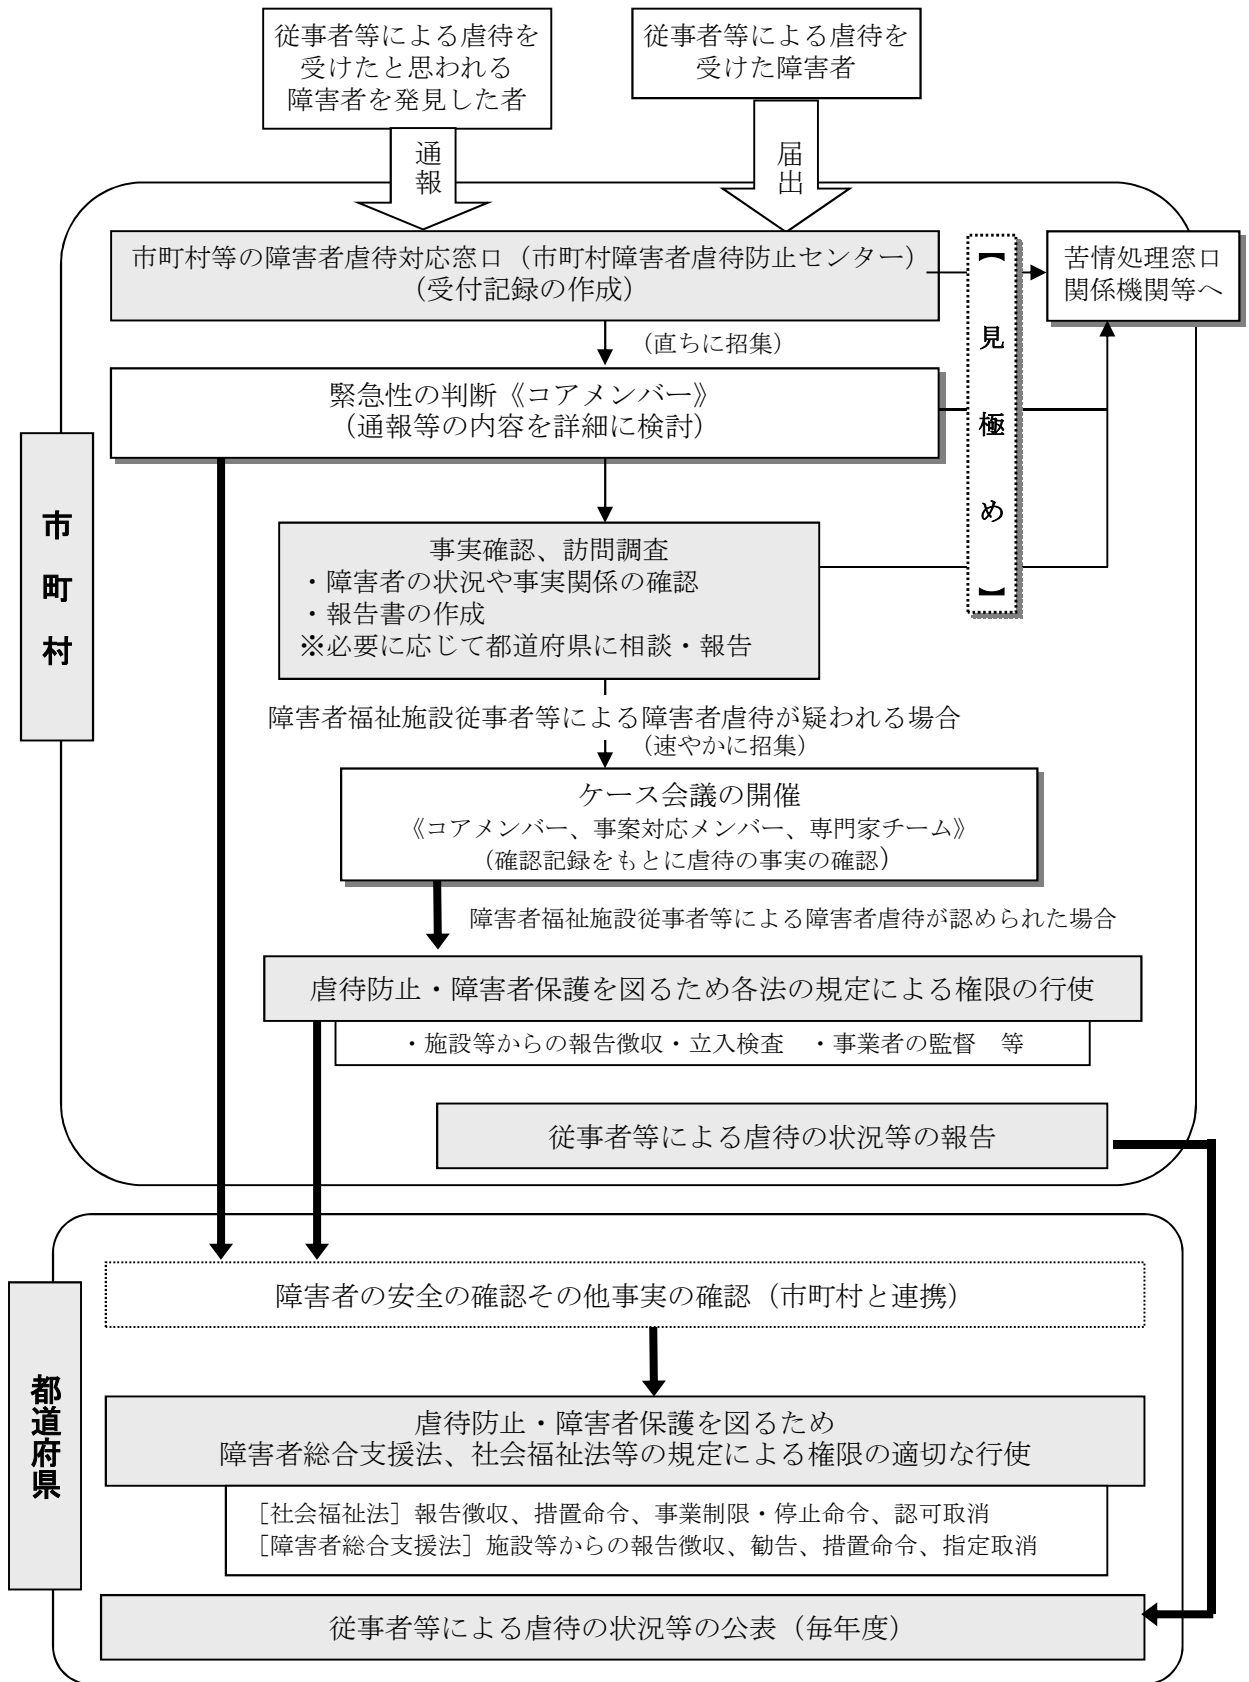 従事者等による虐待を
受けたと思われる
障害者を発見した者
従事者等による虐待を
受けた障害者
通報
届出
市町村等の障害者虐待対応窓口（市町村障害者虐待防止センター）
（受付記録の作成）
苦情処理窓口
関係機関等へ
【見極め】
（直ちに招集）
緊急性の判断《コアメンバー》
（通報等の内容を詳細に検討）
市町村
事実確認、訪問調査
・障害者の状況や事実関係の確認
・報告書の作成
※必要に応じて都道府県に相談・報告
障害者福祉施設従事者等による障害者虐待が疑われる場合
（速やかに招集）
ケース会議の開催
《コアメンバー、事案対応メンバー、専門家チーム》
（確認記録をもとに虐待の事実の確認）
障害者福祉施設従事者等による障害者虐待が認められた場合
虐待防止・障害者保護を図るため各法の規定による権限の行使
・施設等からの報告徴収・立入検査　・事業者の監督　等
従事者等による虐待の状況等の報告
都道府県
障害者の安全の確認その他事実の確認（市町村と連携）
虐待防止・障害者保護を図るため
障害者総合支援法、社会福祉法等の規定による権限の適切な行使
［社会福祉法］報告徴収、措置命令、事業制限・停止命令、認可取消
［障害者総合支援法］施設等からの報告徴収、勧告、措置命令、指定取消
従事者等による虐待の状況等の公表（毎年度）